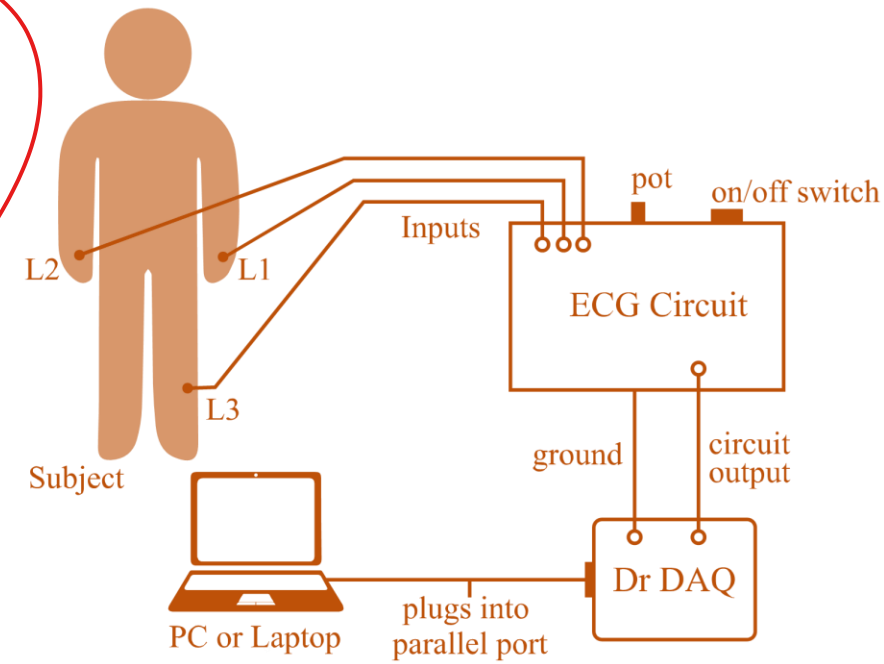 pot
on/off switch
Inputs
L2
L1
ECG Circuit
L3
ground
circuit
output
Subject
Dr DAQ
plugs into
parallel port
PC or Laptop